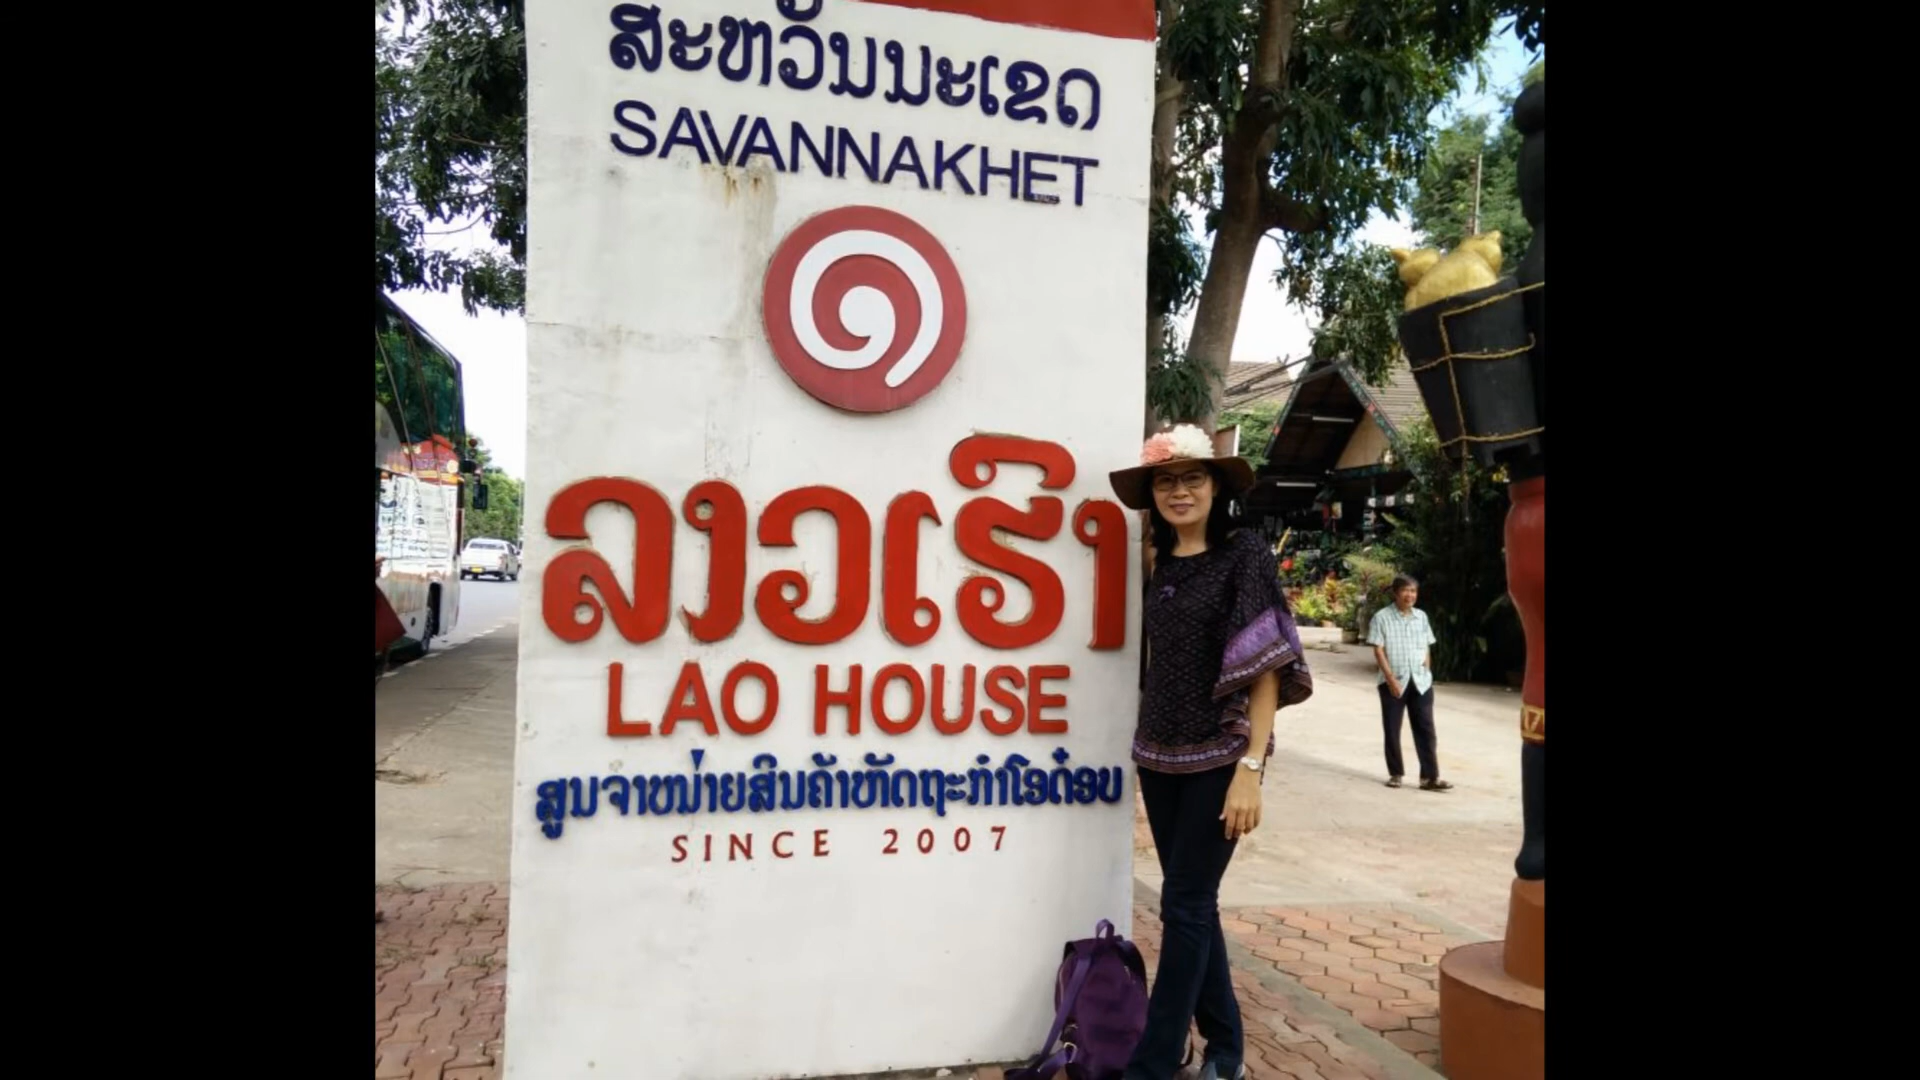 ສະຫວັນນະເຂດ
SAVANNAKHET
ລາວເຮົາ
LAO HOUSE
ສູນຈຳໜ່າຍສິນຄ້າຫັດຖະກຳໂອດ໋ອບ
SINCE 2007